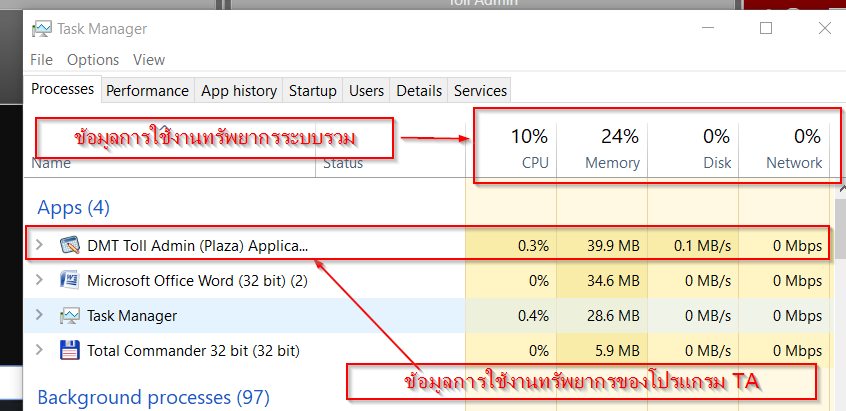 Toll Admin
Task Manager
File Options View
Processes Performance App history Startup Users Details Services
ข้อมูลการใช้งานทรัพยากรระบบรวม
10% 24% 0% 0%
Name Status CPU Memory Disk Network
Apps (4)
DMT Toll Admin (Plaza) Applica... 0.3% 39.9 MB 0.1 MB/s 0 Mbps
Microsoft Office Word (32 bit) (2) 0% 34.6 MB 0 MB/s 0 Mbps
Task Manager 0.4% 28.6 MB 0 MB/s 0 Mbps
Total Commander 32 bit (32 bit) 0% 5.9 MB 0 MB/s 0 Mbps
ข้อมูลการใช้งานทรัพยากรของโปรแกรม TA
Background processes (97)